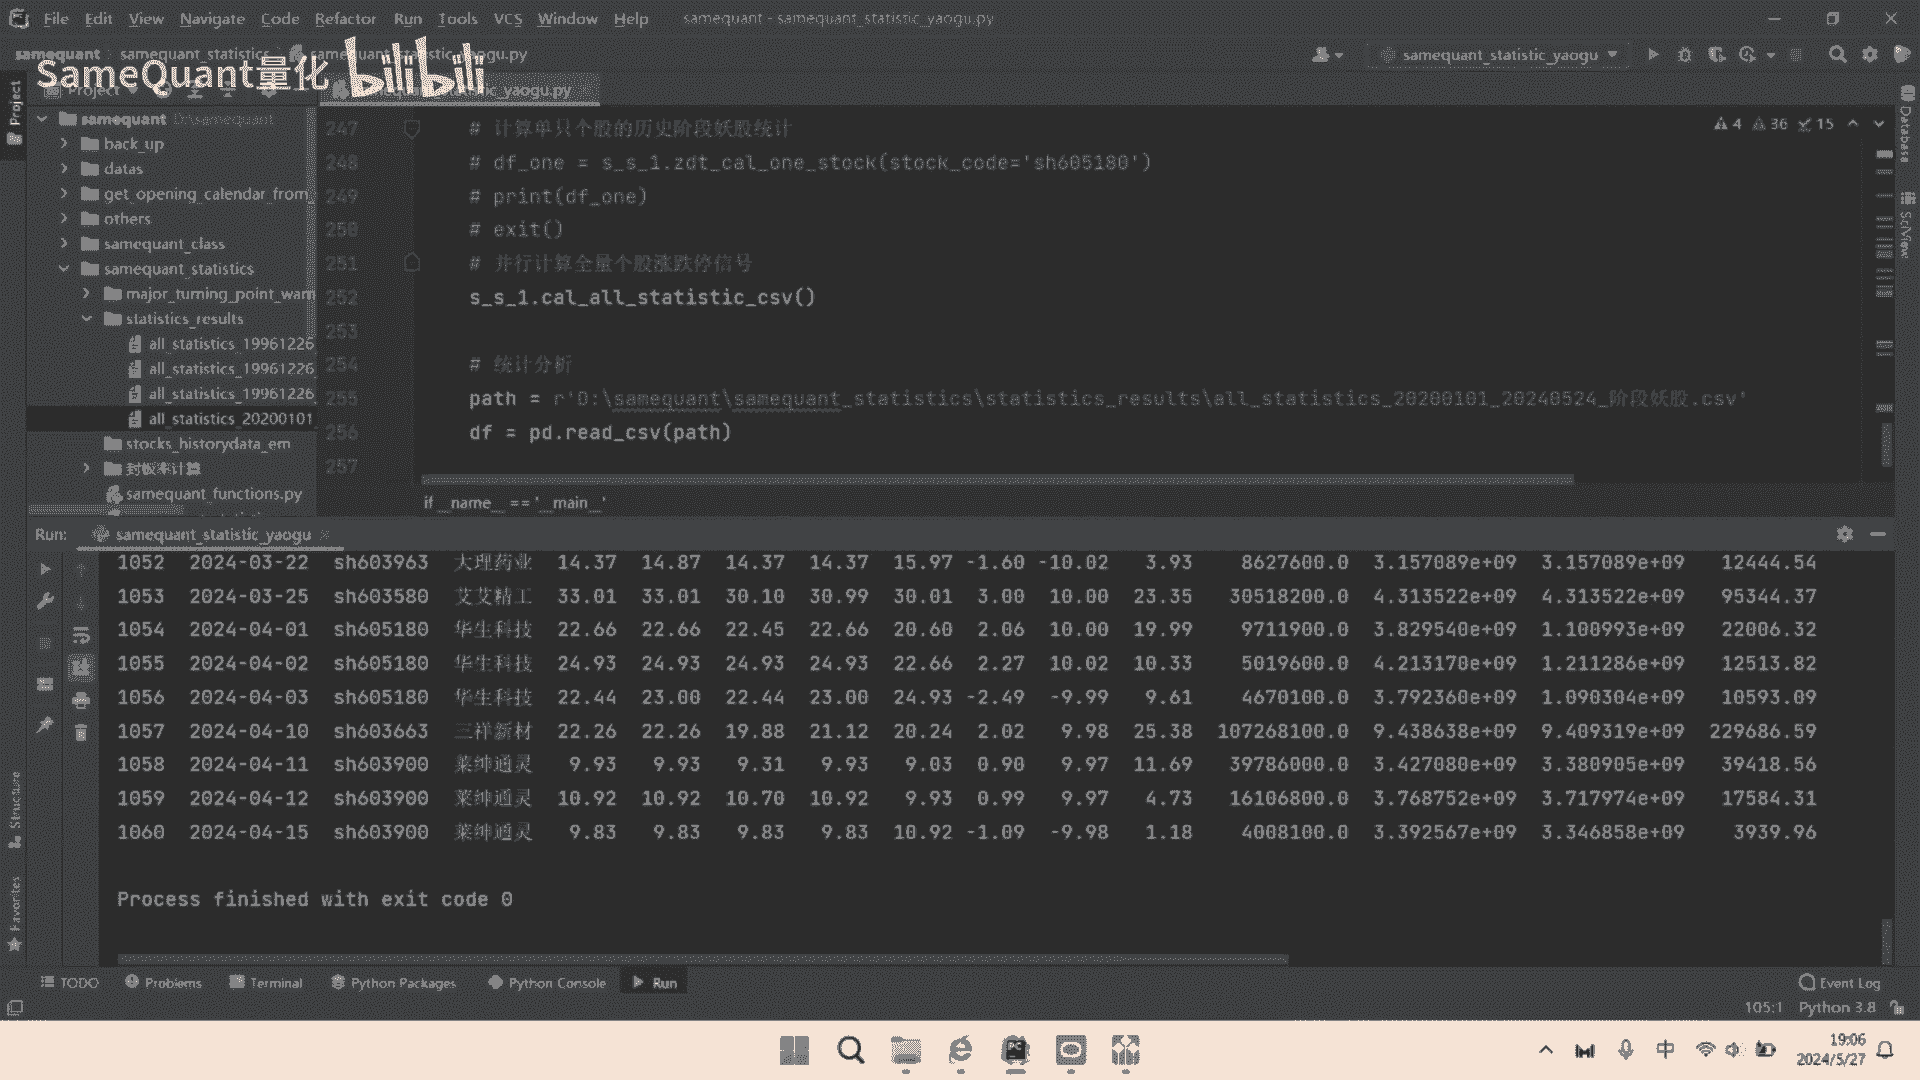 File Edit View Navigate Code Refactor Run Tools VCS Window Help samequant - samequant_statistic_yaogu.py
samequant samequant_statistics samequant_statistic_yaogu.py
samequant_statistic_yaogu
SameQuant量化 bilibili
Project
samequant D:\samequant
back_up
datas
get_opening_calendar_from_
others
samequant_class
samequant_statistics
major_turning_point_warn
statistics_results
all_statistics_19961226
all_statistics_19961226
all_statistics_19961226_
all_statistics_20200101_
stocks_historydata_em
封板率计算
samequant_functions.py
4 36 15
247 # 计算单只个股的历史阶段妖股统计
248 # df_one = s_s_1.zdt_cal_one_stock(stock_code='sh605180')
249 # print(df_one)
250 # exit()
251 # 并行计算全量个股涨跌停信号
252 s_s_1.cal_all_statistic_csv()
253
254 # 统计分析
255 path = r'D:\samequant\samequant_statistics\statistics_results\all_statistics_20200101_20240524_阶段妖股.csv'
256 df = pd.read_csv(path)
257
if __name__ == '__main__'
Database
SciView
Run: samequant_statistic_yaogu
1052 2024-03-22 sh603963 大理药业 14.37 14.87 14.37 14.37 15.97 -1.60 -10.02 3.93 8627600.0 3.157089e+09 3.157089e+09 12444.54
1053 2024-03-25 sh603580 艾艾精工 33.01 33.01 30.10 30.99 30.01 3.00 10.00 23.35 30518200.0 4.313522e+09 4.313522e+09 95344.37
1054 2024-04-01 sh605180 华生科技 22.66 22.66 22.45 22.66 20.60 2.06 10.00 19.99 9711900.0 3.829540e+09 1.100993e+09 22006.32
1055 2024-04-02 sh605180 华生科技 24.93 24.93 24.93 24.93 22.66 2.27 10.02 10.33 5019600.0 4.213170e+09 1.211286e+09 12513.82
1056 2024-04-03 sh605180 华生科技 22.44 23.00 22.44 23.00 24.93 -2.49 -9.99 9.61 4670100.0 3.792360e+09 1.090304e+09 10593.09
1057 2024-04-10 sh603663 三祥新材 22.26 22.26 19.88 21.12 20.24 2.02 9.98 25.38 107268100.0 9.438638e+09 9.409319e+09 229686.59
1058 2024-04-11 sh603900 莱绅通灵 9.93 9.93 9.31 9.93 9.03 0.90 9.97 11.69 39786000.0 3.427080e+09 3.380905e+09 39418.56
1059 2024-04-12 sh603900 莱绅通灵 10.92 10.92 10.70 10.92 9.93 0.99 9.97 4.73 16106800.0 3.768752e+09 3.717974e+09 17584.31
1060 2024-04-15 sh603900 莱绅通灵 9.83 9.83 9.83 9.83 10.92 -1.09 -9.98 1.18 4008100.0 3.392567e+09 3.346858e+09 3939.96
Process finished with exit code 0
Structure
Favorites
TODO Problems Terminal Python Packages Python Console Run Event Log
105:1 Python 3.8
中
19:06
2024/5/27